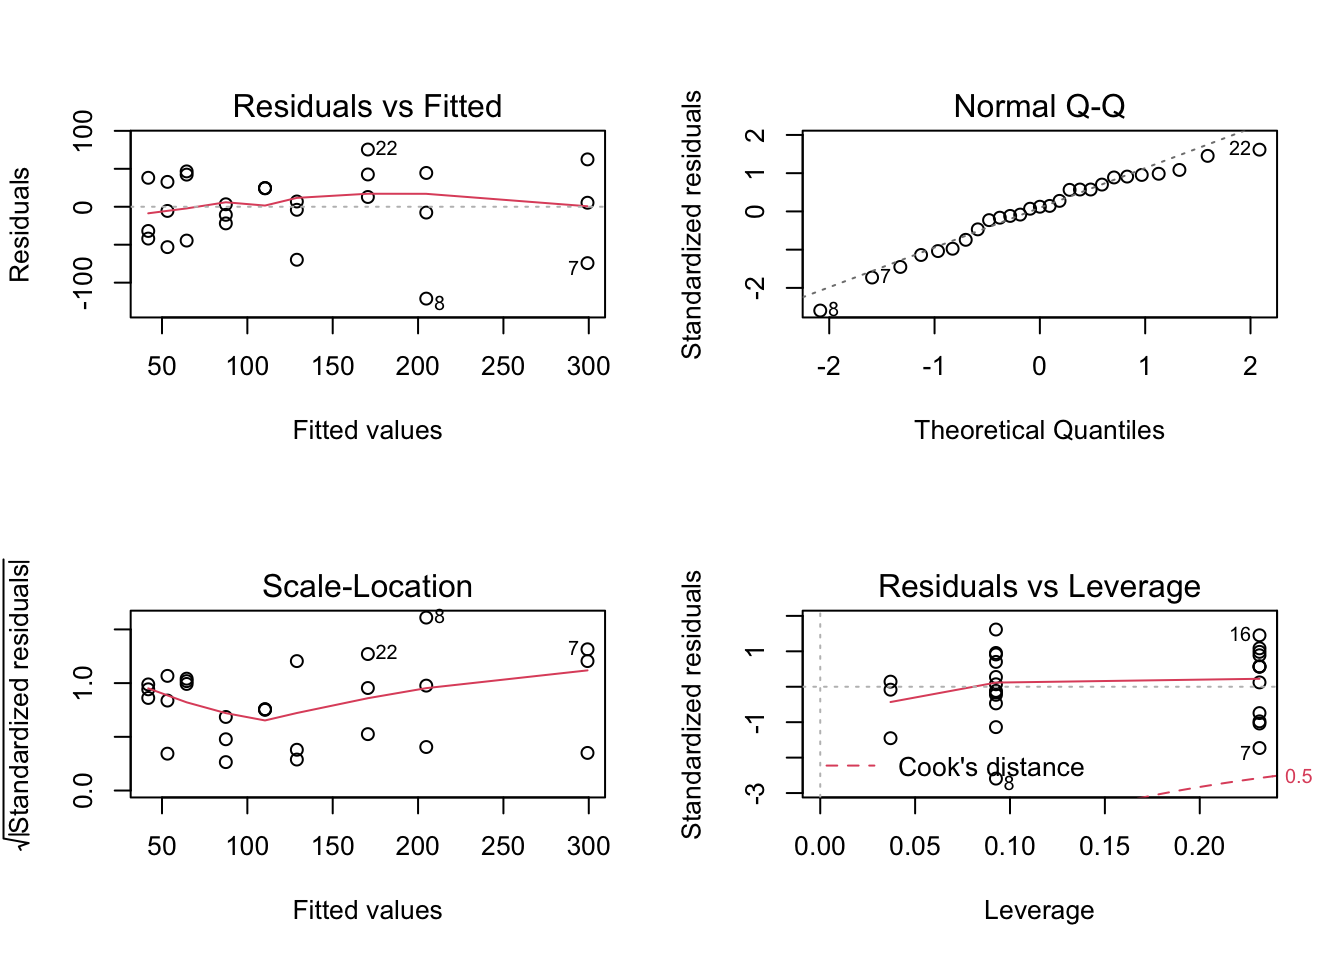 Residuals vs Fitted
Residuals
100
0
-100
22
7
8
50 100 150 200 250 300
Fitted values
Normal Q-Q
Standardized residuals
2
1
0
-2
22
7
8
-2 -1 0 1 2
Theoretical Quantiles
Scale-Location
√|Standardized residuals|
1.0
0.0
8
22
7
50 100 150 200 250 300
Fitted values
Residuals vs Leverage
Standardized residuals
1
-1
-3
16
7
Cook's distance
8
0.5
0.00 0.05 0.10 0.15 0.20
Leverage